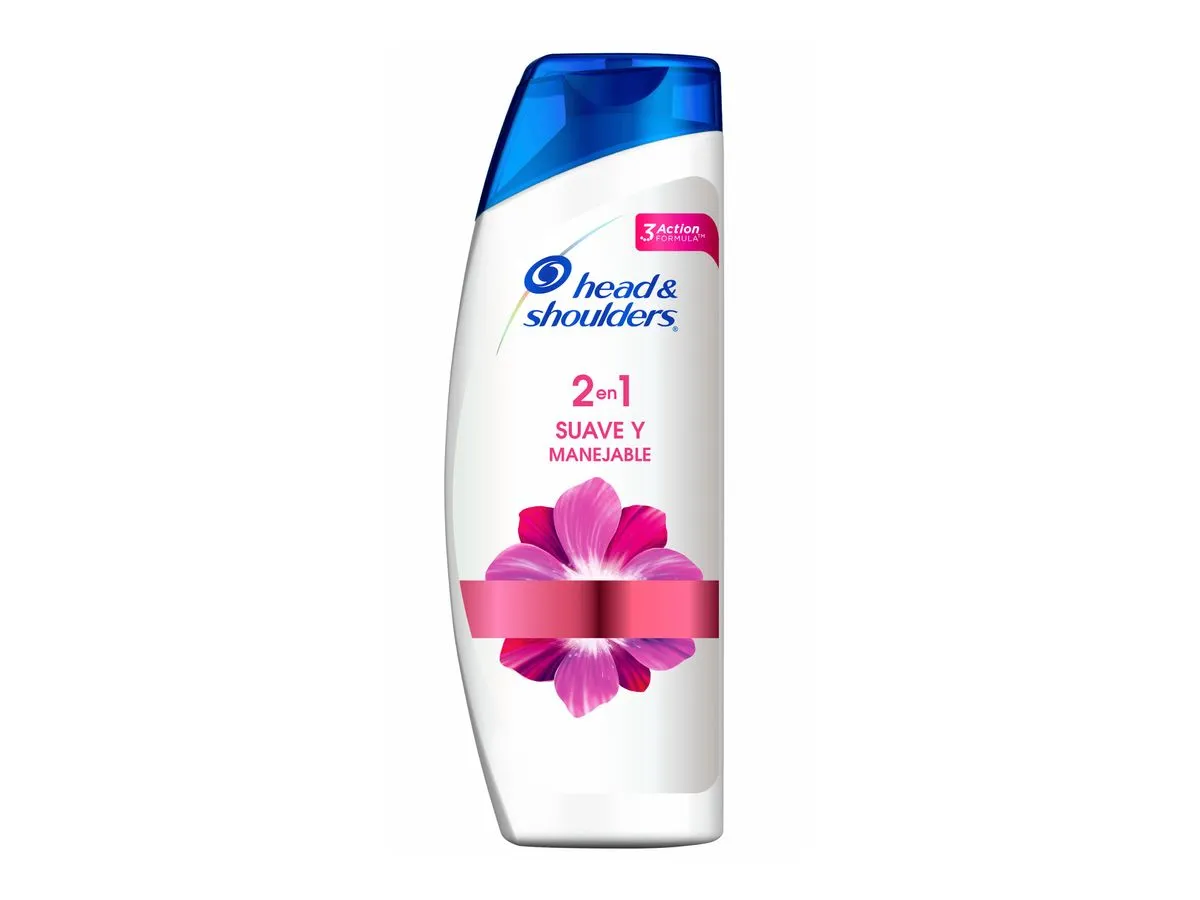 3 Action
FORMULA™
head &
shoulders®
2 en 1
SUAVE Y
MANEJABLE